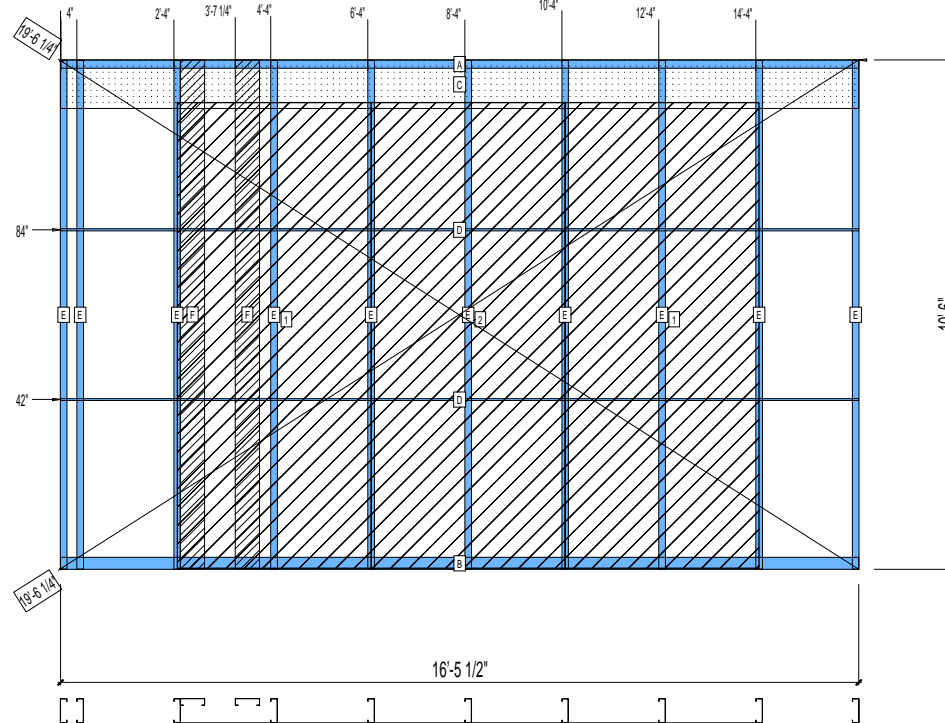 4" 2'-4" 3'-7 1/4" 4'-4" 6'-4" 8'-4" 10'-4" 12'-4" 14'-4"
19'-6 1/4"
A
C
84" D
E E E F F E 1 E E 2 E E 1 E E
10'-6"
42" D
B
19'-6 1/4"
16'-5 1/2"